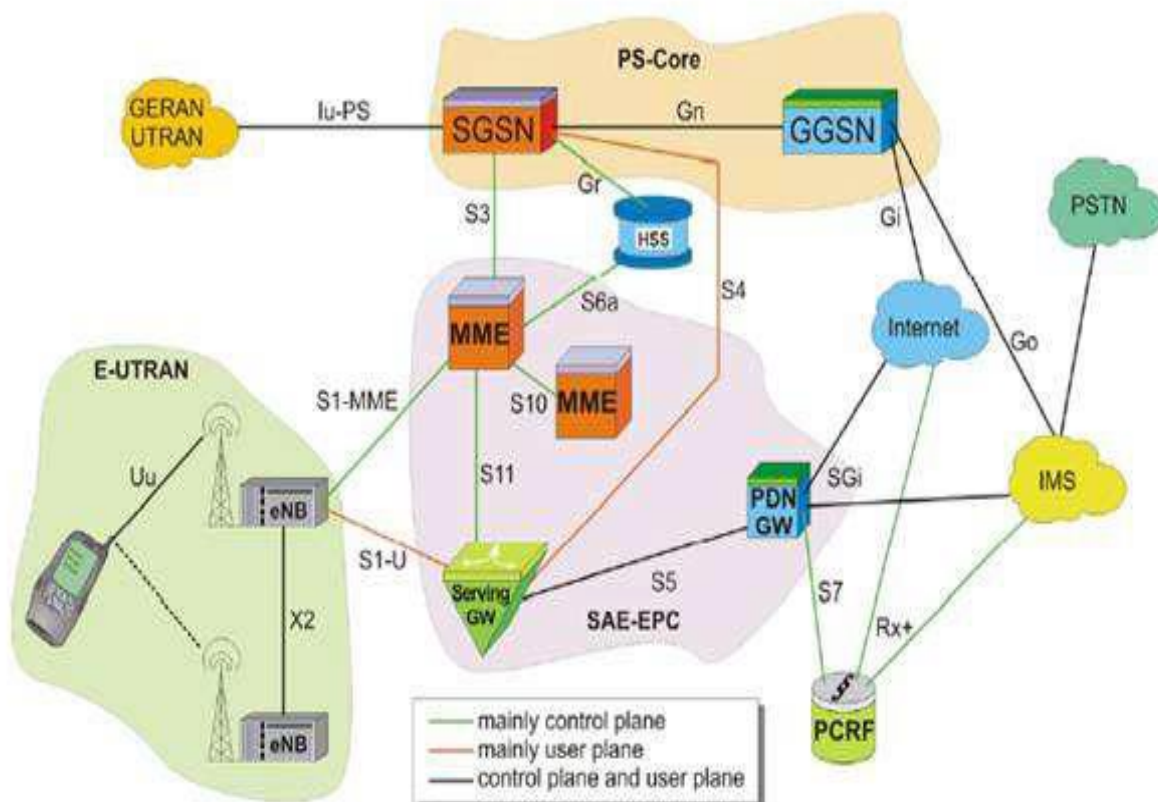 PS-Core
GERAN
UTRAN
Iu-PS
SGSN
Gn
GGSN
Gr
Gi
PSTN
S3
HSS
S6a
S4
Internet
MME
Go
E-UTRAN
S1-MME
S10
MME
Uu
S11
SGi
IMS
eNB
PDN
GW
S1-U
S5
S7
Serving
GW
X2
SAE-EPC
Rx+
eNB
PCRF
mainly control plane
mainly user plane
control plane and user plane